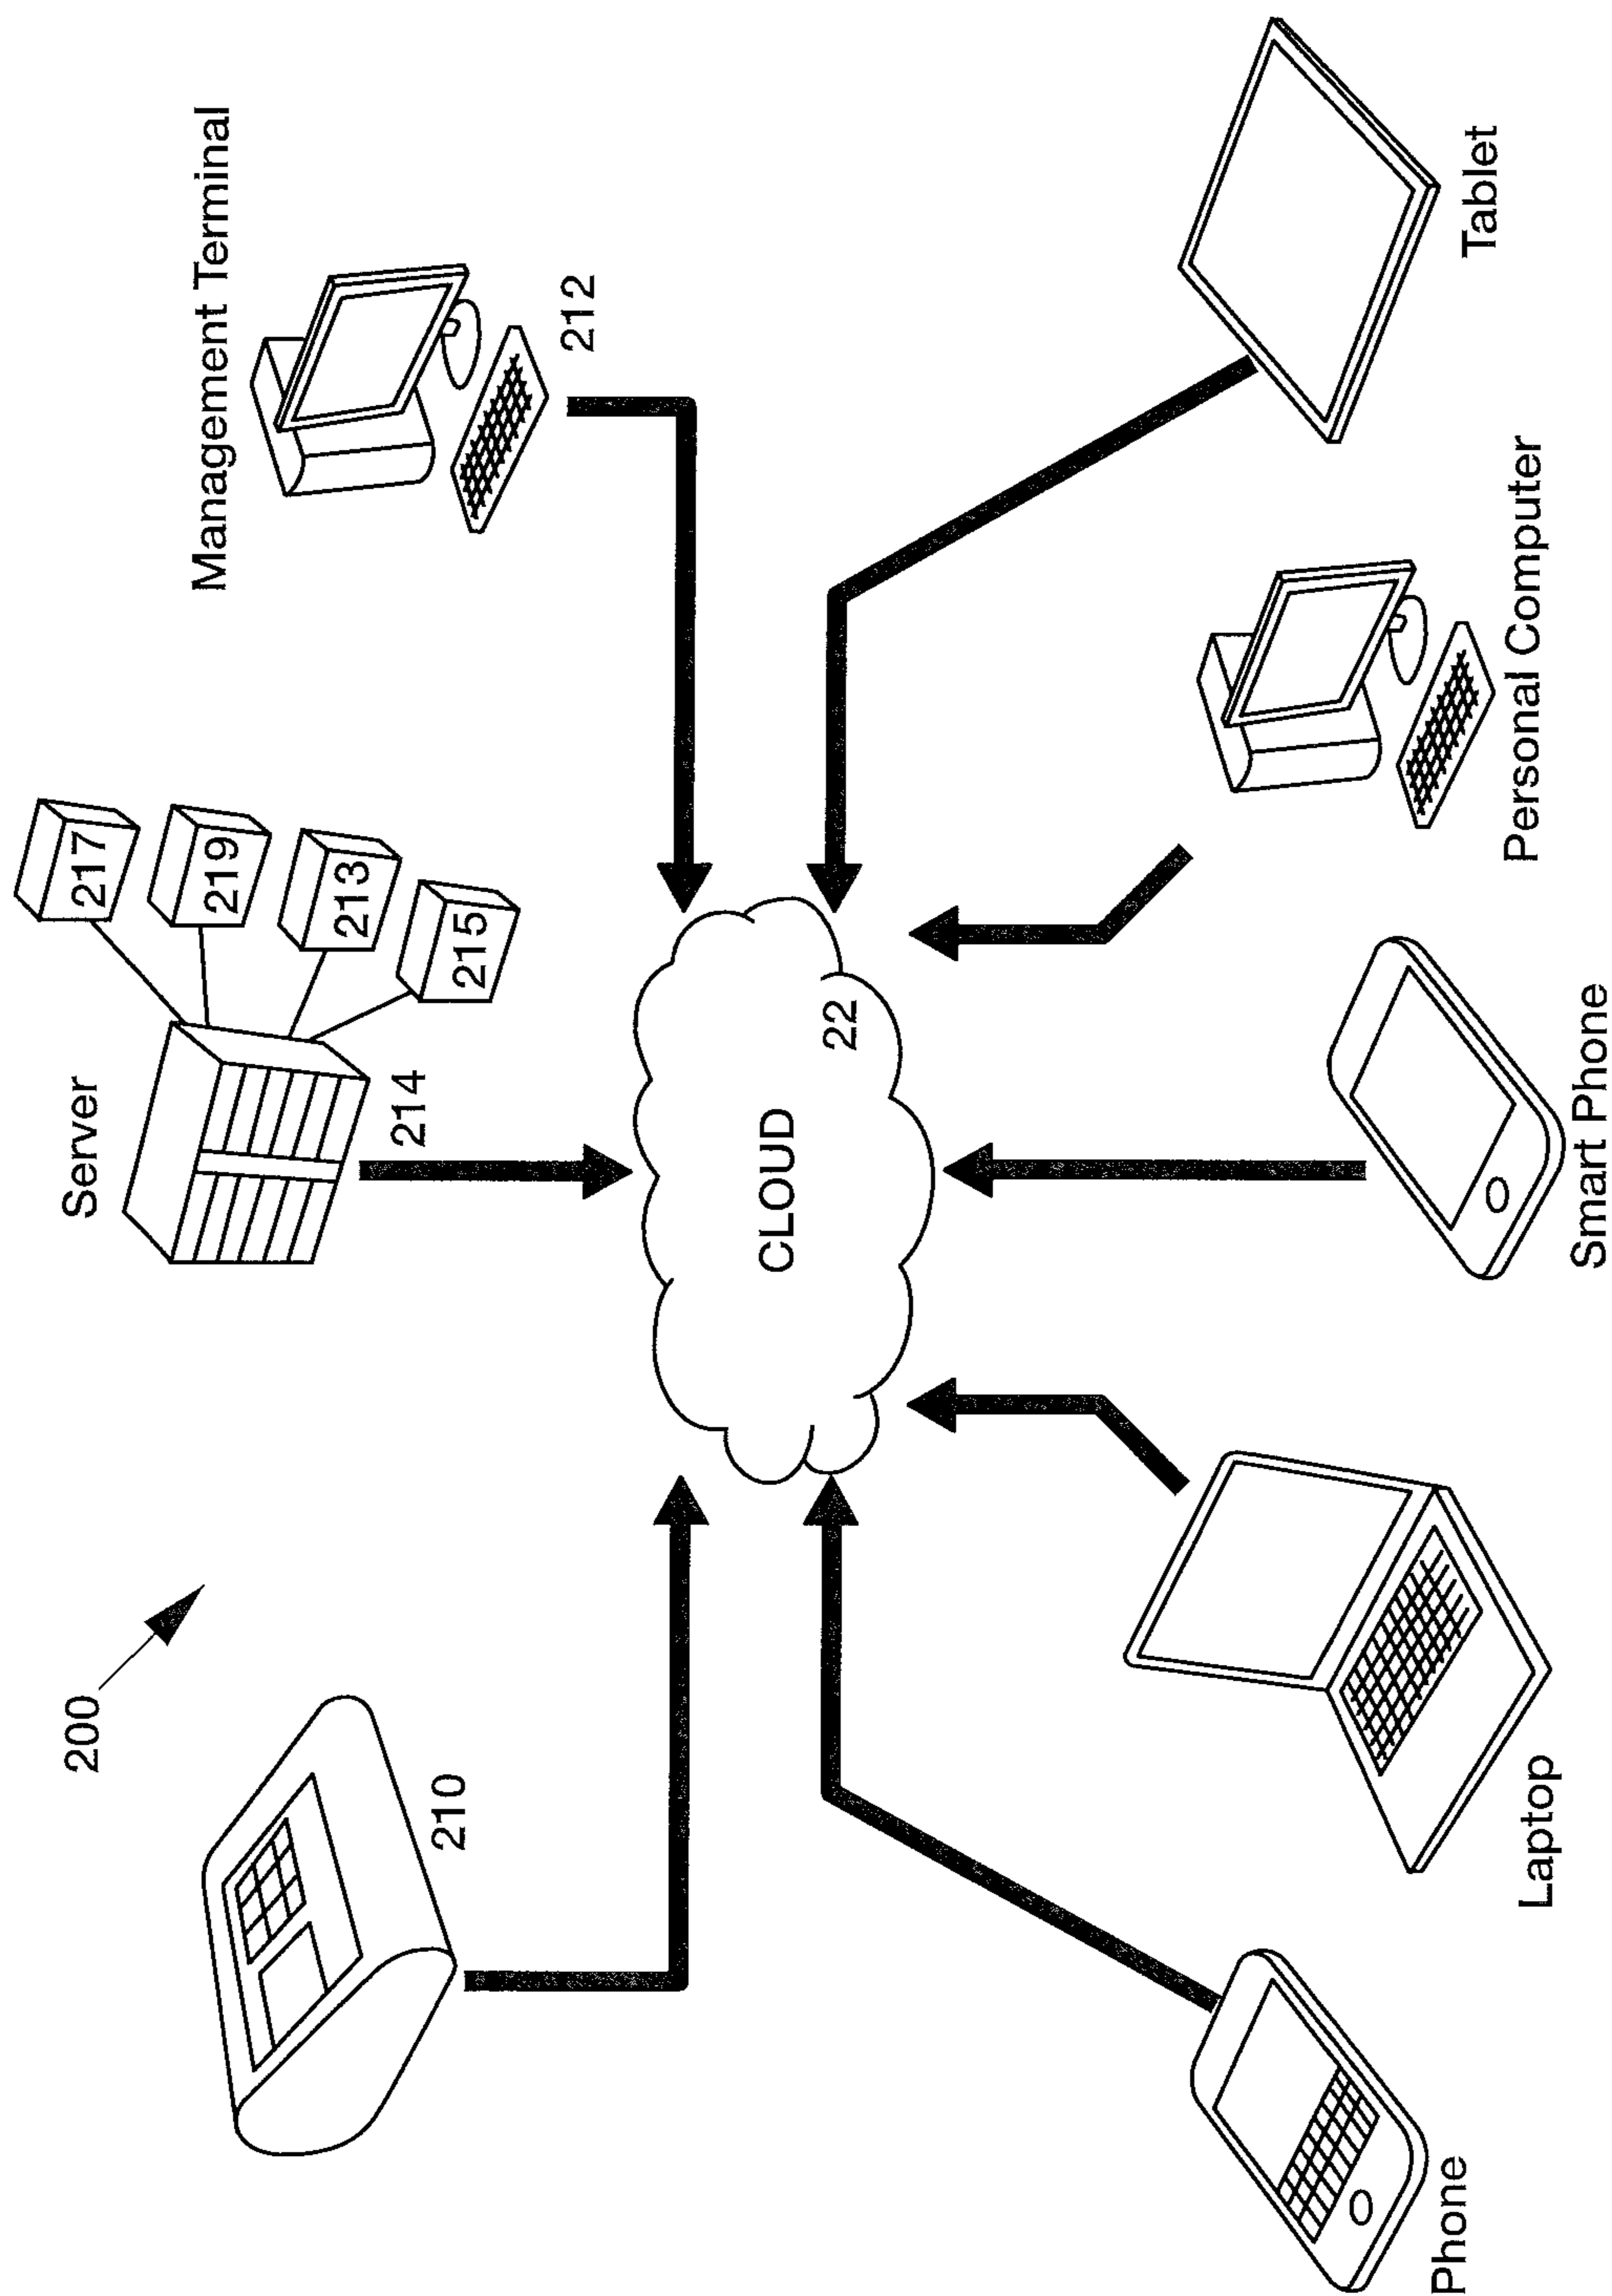 200
Server
Management Terminal
217
219
213
215
210
214
212
CLOUD
22
Phone
Laptop
Smart Phone
Personal Computer
Tablet